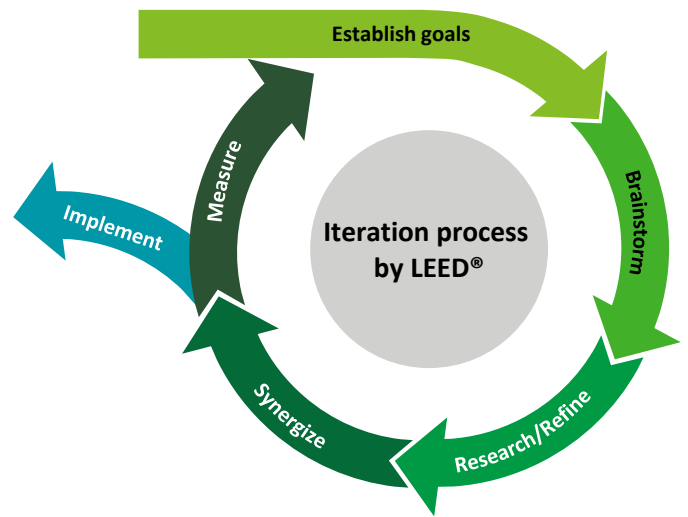 Establish goals
Brainstorm
Research/Refine
Synergize
Measure
Implement
Iteration process
by LEED®